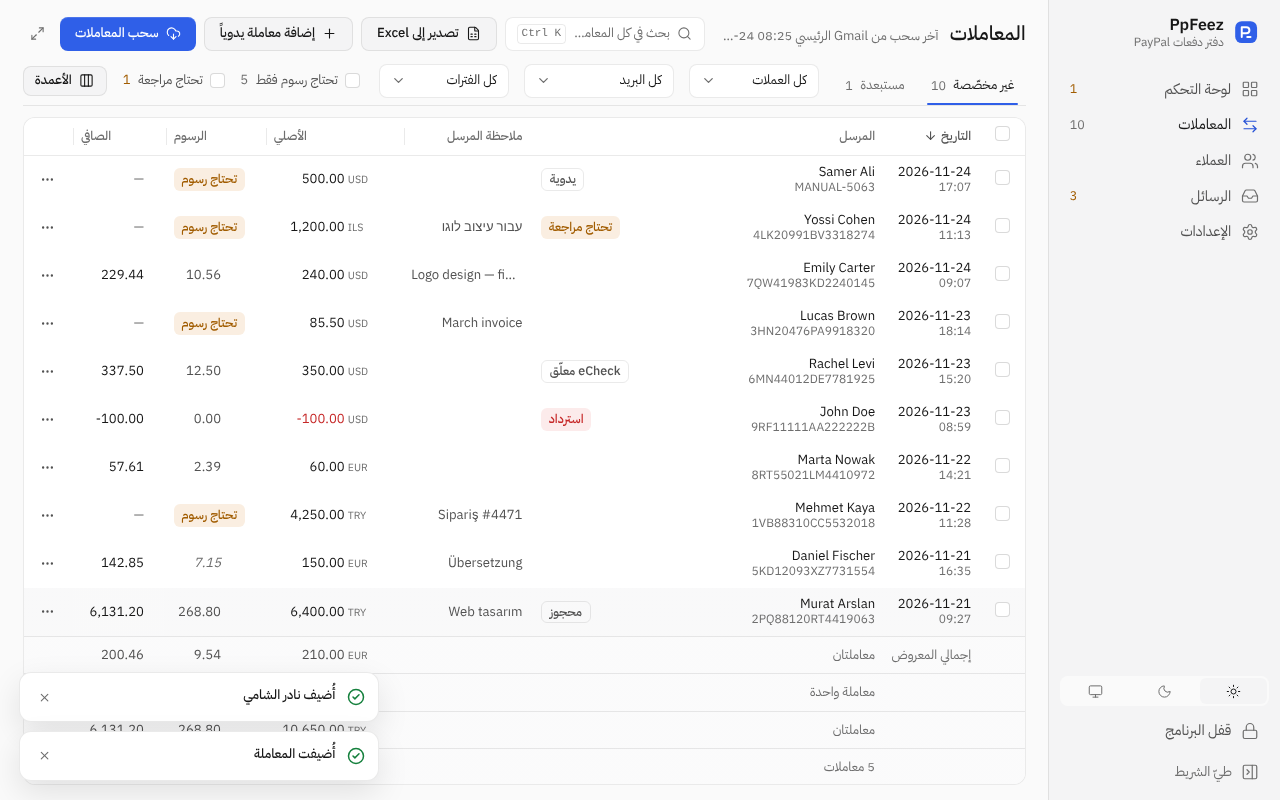 PpFeez
دفتر دفعات PayPal
لوحة التحكم 1
المعاملات 10
العملاء
الرسائل 3
الإعدادات
قفل البرنامج
طيّ الشريط
المعاملات
آخر سحب من Gmail الرئيسي 08:25 24-...
بحث في كل المعامـ... Ctrl K
تصدير إلى Excel
إضافة معاملة يدوياً
سحب المعاملات
غير مخصّصة 10
مستبعدة 1
كل العملات
كل البريد
كل الفترات
تحتاج رسوم فقط 5
تحتاج مراجعة 1
الأعمدة
التاريخ المرسل ملاحظة المرسل الأصلي الرسوم الصافي
2026-11-24 Samer Ali يدوية 500.00 USD تحتاج رسوم —
17:07 MANUAL-5063
2026-11-24 Yossi Cohen تحتاج مراجعة עבור עיצוב לוגו 1,200.00 ILS تحتاج رسوم —
11:13 4LK20991BV3318274
2026-11-24 Emily Carter Logo design — fi... 240.00 USD 10.56 229.44
09:07 7QW41983KD2240145
2026-11-23 Lucas Brown March invoice 85.50 USD تحتاج رسوم —
18:14 3HN20476PA9918320
2026-11-23 Rachel Levi eCheck معلّق 350.00 USD 12.50 337.50
15:20 6MN44012DE7781925
2026-11-23 John Doe استرداد -100.00 USD 0.00 -100.00
08:59 9RF11111AA222222B
2026-11-22 Marta Nowak 60.00 EUR 2.39 57.61
14:21 8RT55021LM4410972
2026-11-22 Mehmet Kaya Sipariş #4471 4,250.00 TRY تحتاج رسوم —
11:28 1VB88310CC5532018
2026-11-21 Daniel Fischer Übersetzung 150.00 EUR 7.15 142.85
16:35 5KD12093XZ7731554
2026-11-21 Murat Arslan محجوز Web tasarım 6,400.00 TRY 268.80 6,131.20
09:27 2PQ88120RT4419063
إجمالي المعروض معاملتان 210.00 EUR 9.54 200.46
معاملة واحدة
معاملتان 10,650.00 TRY 268.80 6,131.20
5 معاملات
أُضيف نادر الشامي
أُضيفت المعاملة